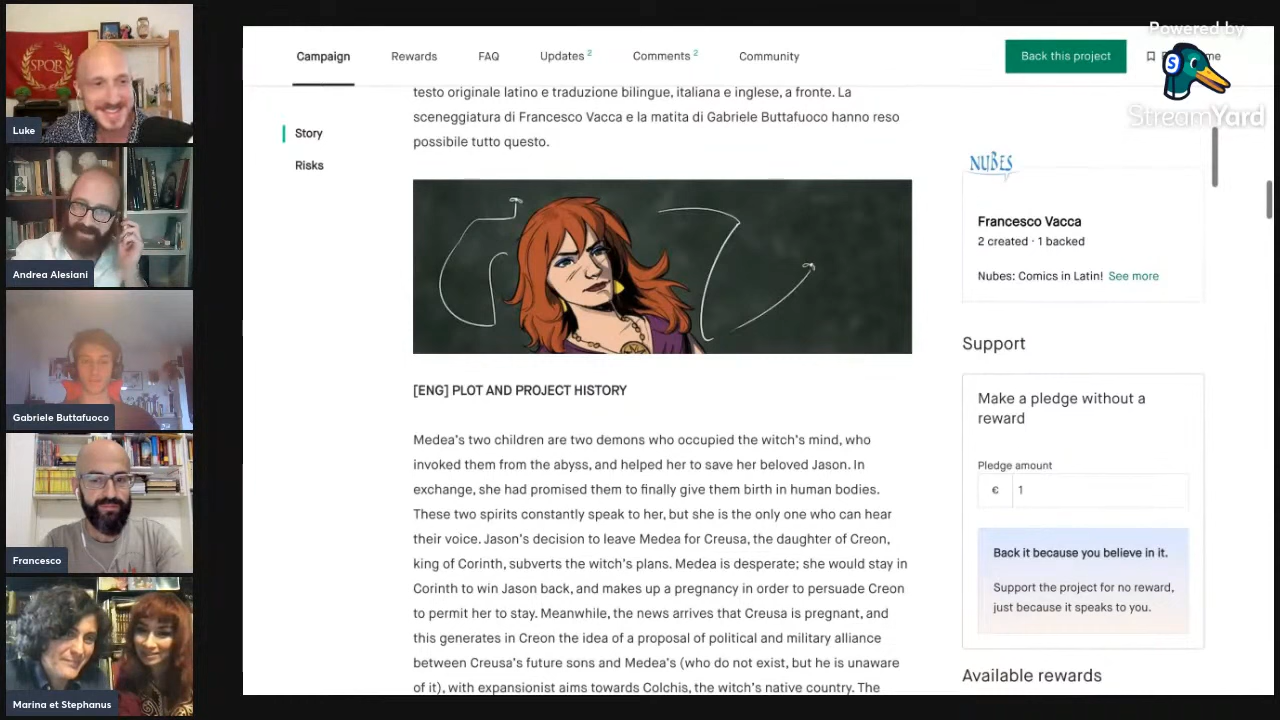 SPQR
Luke
Andrea Alesiani
Gabriele Buttafuoco
Francesco
Marina et Stephanus
Campaign
Rewards
FAQ
Updates 2
Comments 2
Community
Back this project
me
Powered by
S
StreamYard
Story
Risks
testo originale latino e traduzione bilingue, italiana e inglese, a fronte. La
sceneggiatura di Francesco Vacca e la matita di Gabriele Buttafuoco hanno reso
possibile tutto questo.
[ENG] PLOT AND PROJECT HISTORY
Medea's two children are two demons who occupied the witch's mind, who
invoked them from the abyss, and helped her to save her beloved Jason. In
exchange, she had promised them to finally give them birth in human bodies.
These two spirits constantly speak to her, but she is the only one who can hear
their voice. Jason's decision to leave Medea for Creusa, the daughter of Creon,
king of Corinth, subverts the witch's plans. Medea is desperate; she would stay in
Corinth to win Jason back, and makes up a pregnancy in order to persuade Creon
to permit her to stay. Meanwhile, the news arrives that Creusa is pregnant, and
this generates in Creon the idea of a proposal of political and military alliance
between Creusa's future sons and Medea's (who do not exist, but he is unaware
of it), with expansionist aims towards Colchis, the witch's native country. The
NUBES
Francesco Vacca
2 created · 1 backed
Nubes: Comics in Latin! See more
Support
Make a pledge without a
reward
Pledge amount
€ 1
Back it because you believe in it.
Support the project for no reward,
just because it speaks to you.
Available rewards